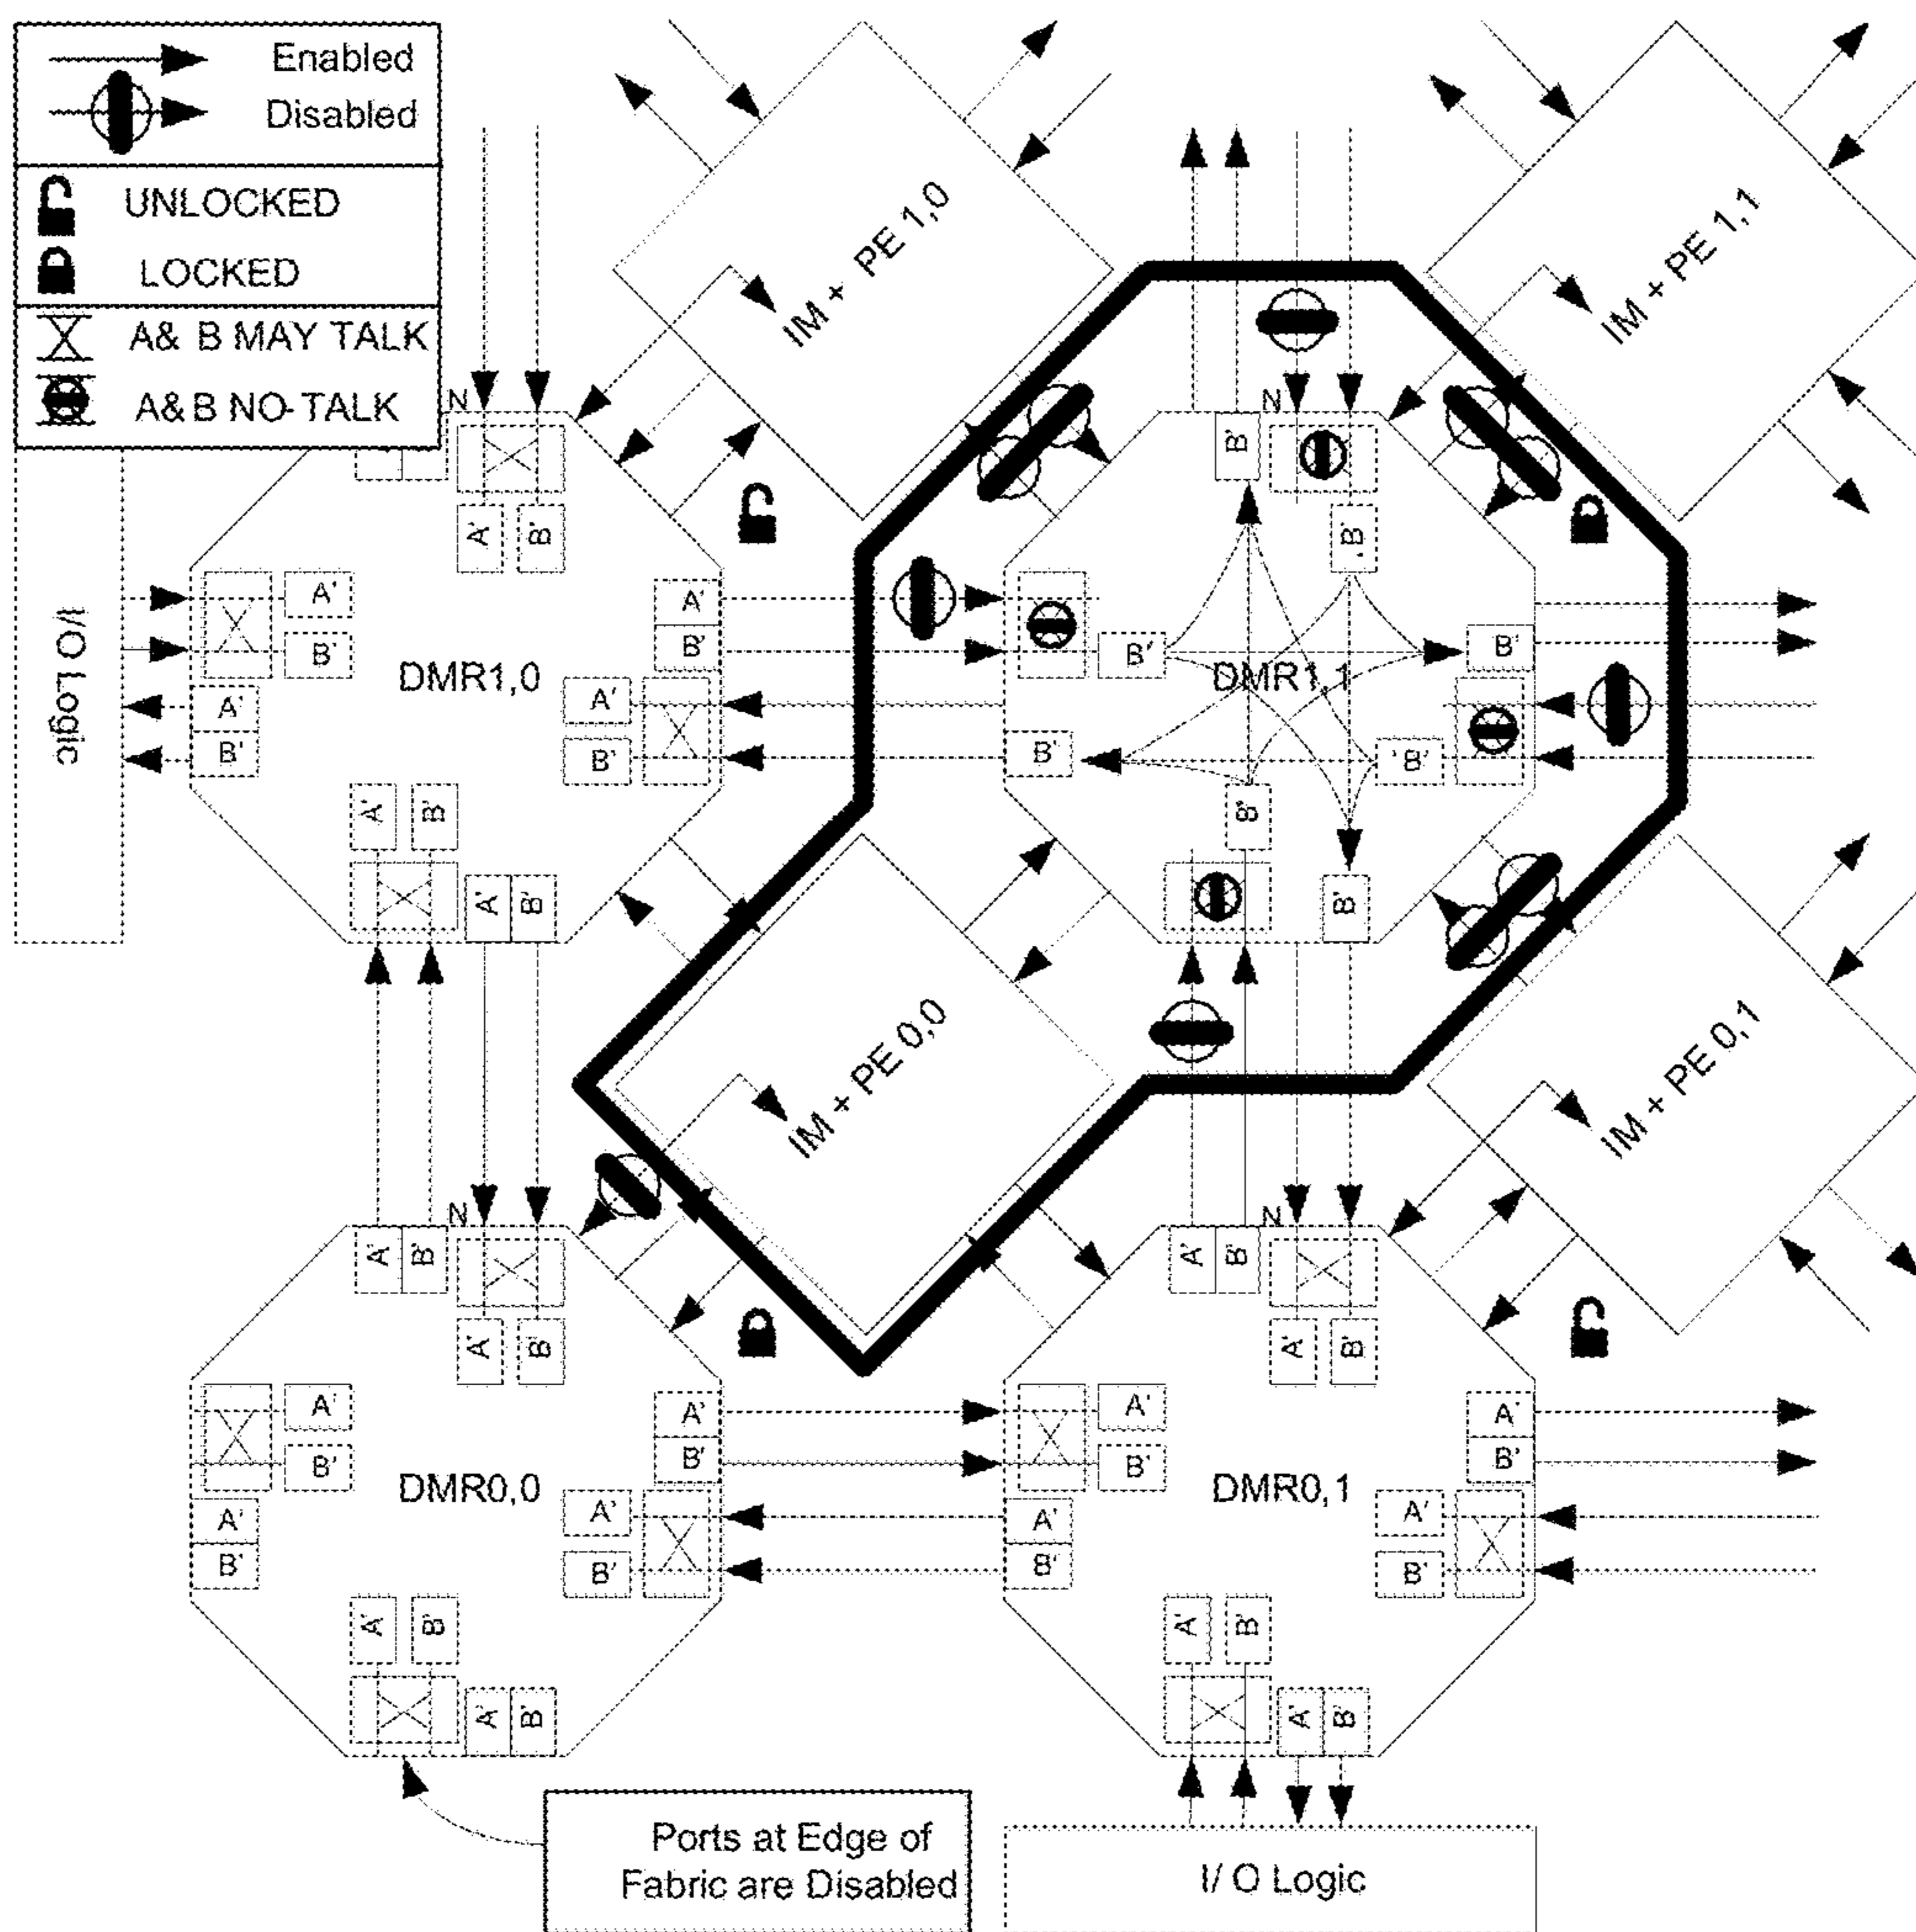 Enabled
Disabled
UNLOCKED
LOCKED
A& B MAY TALK
A&B NO-TALK
IM + PE 1,0
IM + PE 1,1
N
N
B'
A' B'
B'
A'
B'
A'
B'
B'
B'
I/O Logic
DMR1,0
DMR1,1
A'
B'
A'
B'
B'
'B'
A' B'
B'
A' B'
B'
IM + PE 0,0
IM + PE 0,1
N
N
A' B'
A' B'
A' B'
A' B'
A'
B'
A'
B'
A'
B'
A'
B'
DMR0,0
DMR0,1
A'
B'
A'
B'
A'
B'
A'
B'
A' B'
A' B'
A' B'
A' B'
Ports at Edge of
Fabric are Disabled
I/ O Logic